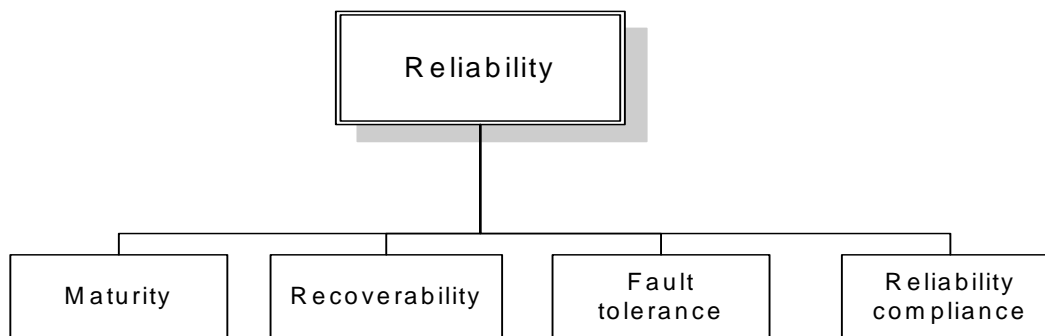 Reliability
Maturity
Recoverability
Fault
tolerance
Reliability
compliance